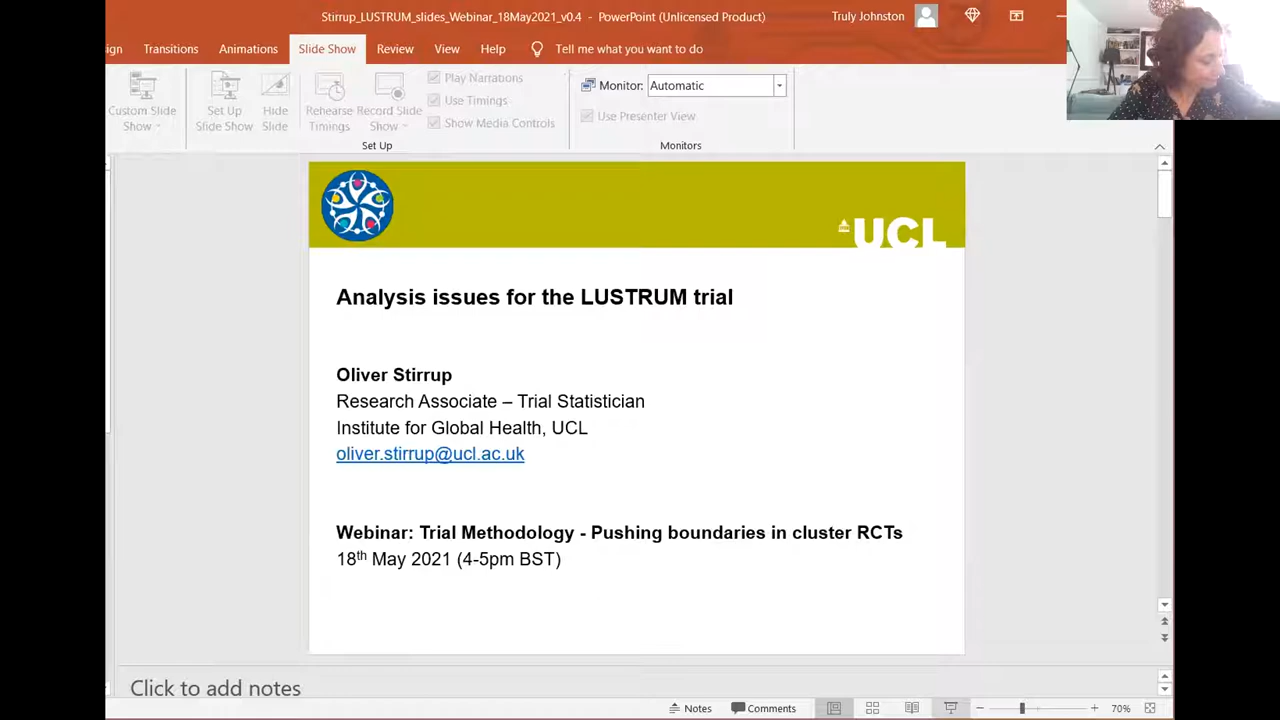 Stirrup_LUSTRUM_slides_Webinar_18May2021_v0.4 - PowerPoint (Unlicensed Product)
Truly Johnston
ign Transitions Animations Slide Show Review View Help Tell me what you want to do
Custom Slide Show
Set Up Slide Show
Hide Slide
Rehearse Timings
Record Slide Show
Play Narrations
Use Timings
Show Media Controls
Set Up
Monitor: Automatic
Use Presenter View
Monitors
UCL
Analysis issues for the LUSTRUM trial
Oliver Stirrup
Research Associate – Trial Statistician
Institute for Global Health, UCL
oliver.stirrup@ucl.ac.uk
Webinar: Trial Methodology - Pushing boundaries in cluster RCTs
18th May 2021 (4-5pm BST)
Click to add notes
Notes Comments 70%